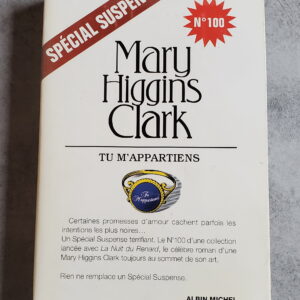 SPÉCIAL SUSPENSE
N°100
Mary
Higgins
Clark
TU M'APPARTIENS
Tu
M'Appartiens
Certaines promesses d'amour cachent parfois les
intentions les plus noires...
Un Spécial Suspense terrifiant. Le N°100 d'une collection
lancée avec La Nuit du Renard, le célèbre roman d'une
Mary Higgins Clark toujours au sommet de son art.
Rien ne remplace un Spécial Suspense.
ALBIN MICHEL